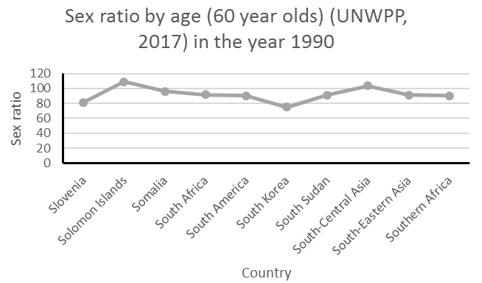 Sex ratio by age (60 year olds) (UNWPP,
2017) in the year 1990
120
100
80
60
40
20
0
Sex ratio
Slovenia
Solomon Islands
Somalia
South Africa
South America
South Korea
South Sudan
South-Central Asia
South-Eastern Asia
Southern Africa
Country